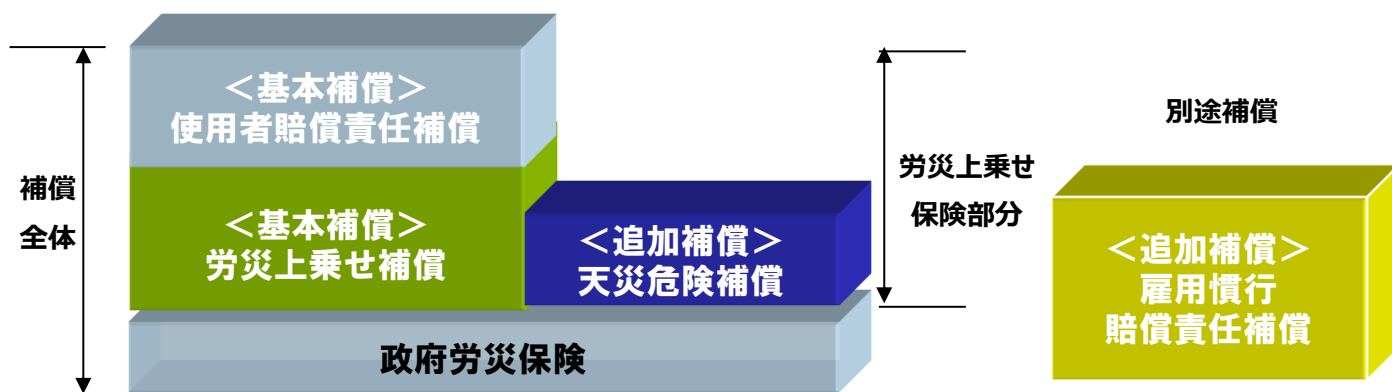 補償
全体
＜基本補償＞
使用者賠償責任補償
＜基本補償＞
労災上乗せ補償
＜追加補償＞
天災危険補償
政府労災保険
労災上乗せ
保険部分
別途補償
＜追加補償＞
雇用慣行
賠償責任補償